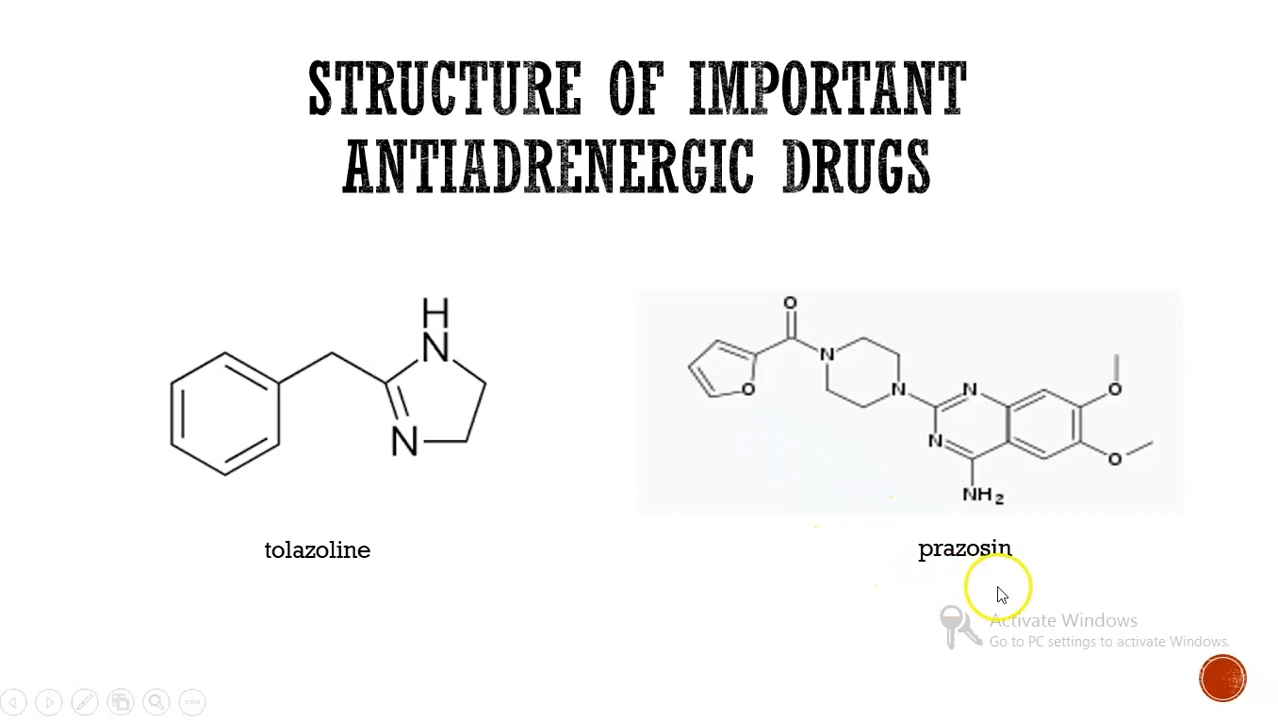 STRUCTURE OF IMPORTANT
ANTIADRENERGIC DRUGS
H
N
N
O
N
O
N
N
N
O
O
NH2
tolazoline
prazosin
Activate Windows
Go to PC settings to activate Windows.